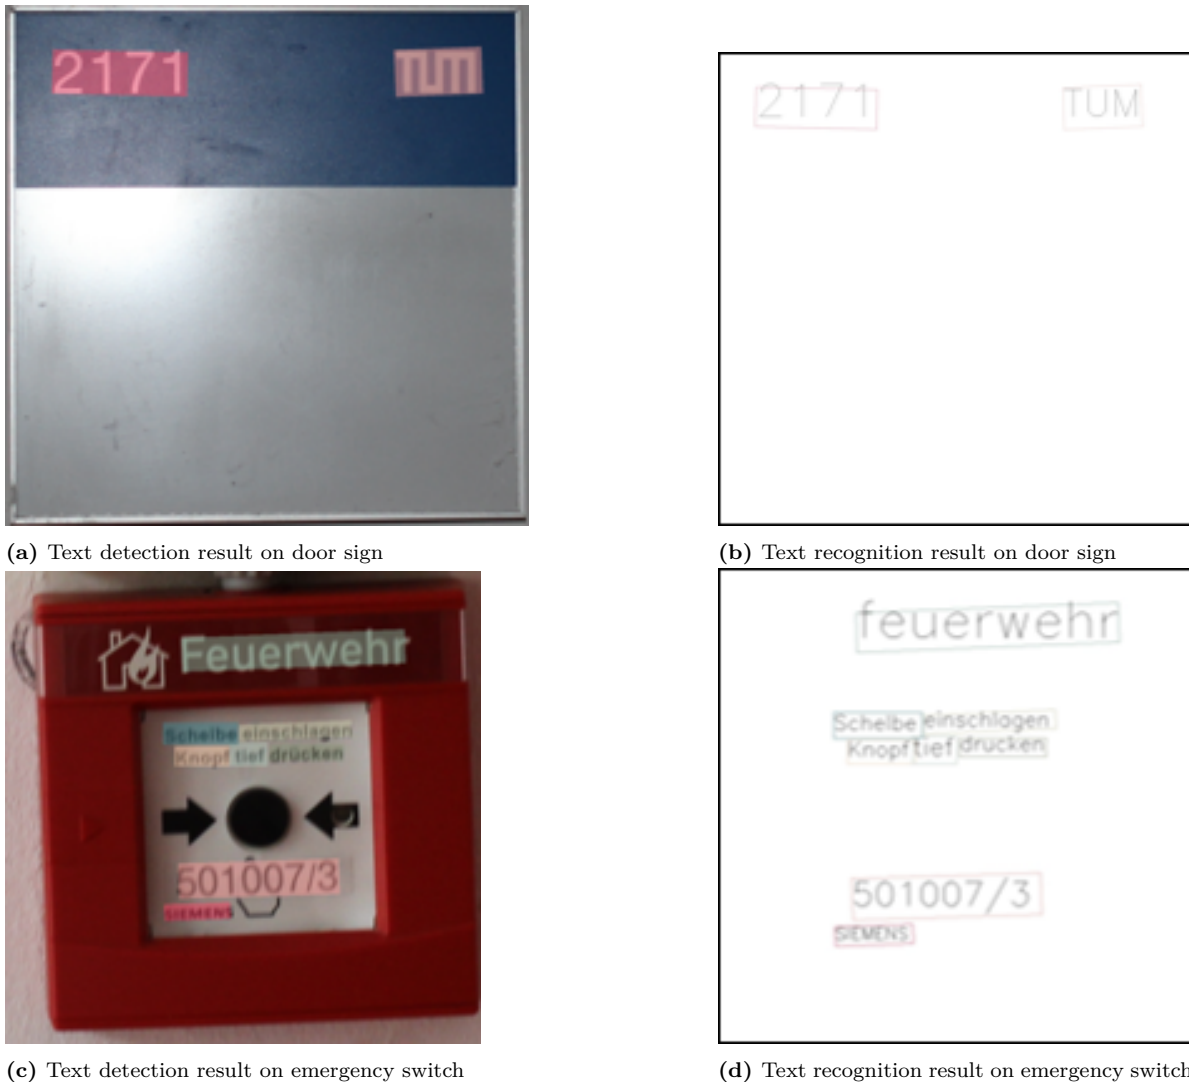 2171 TUM
2171 TUM
(a) Text detection result on door sign
(b) Text recognition result on door sign
Feuerwehr
Scheibe einschlagen
Knopf tief drücken
501007/3
SIEMENS
feuerwehr
Schelbe einschlagen
Knopf tief drucken
501007/3
SIEMENS
(c) Text detection result on emergency switch
(d) Text recognition result on emergency switch